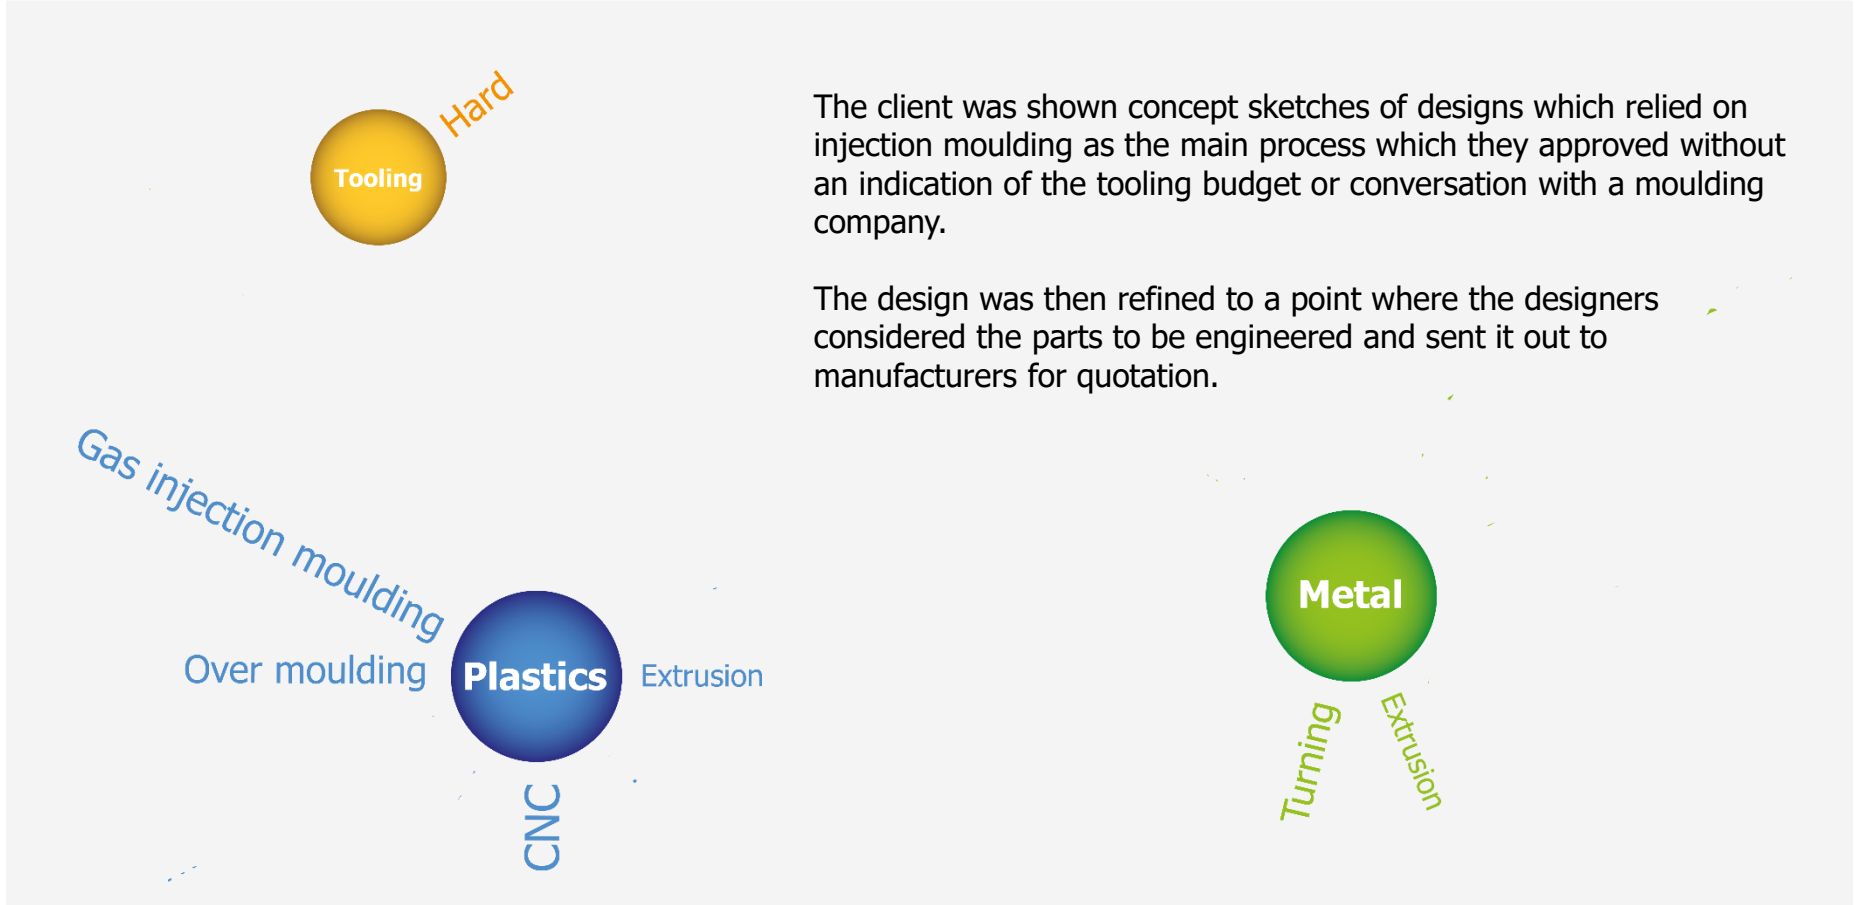 Hard
Tooling
The client was shown concept sketches of designs which relied on
injection moulding as the main process which they approved without
an indication of the tooling budget or conversation with a moulding
company.
The design was then refined to a point where the designers
considered the parts to be engineered and sent it out to
manufacturers for quotation.
Gas injection moulding
Over moulding
Plastics
Extrusion
CNC
Metal
Turning
Extrusion